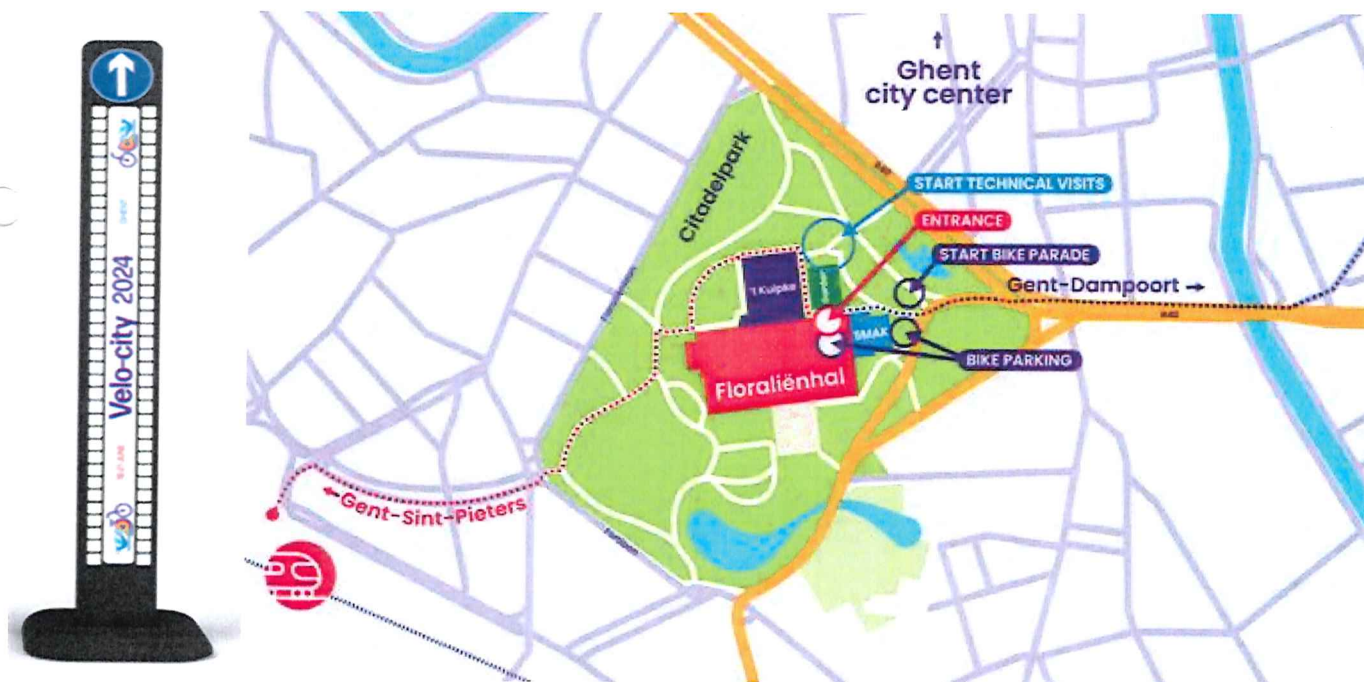 Velo-city 2024
GHENT
Ghent
city center
Citadelpark
START TECHNICAL VISITS
ENTRANCE
START BIKE PARADE
Gent-Dampoort →
't Kuipke
SMAK
BIKE PARKING
Floraliënhal
← Gent-Sint-Pieters